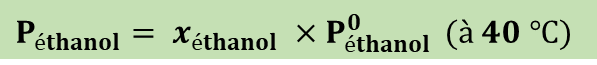 Péthanol = xéthanol × P⁰éthanol (à 40 °C)